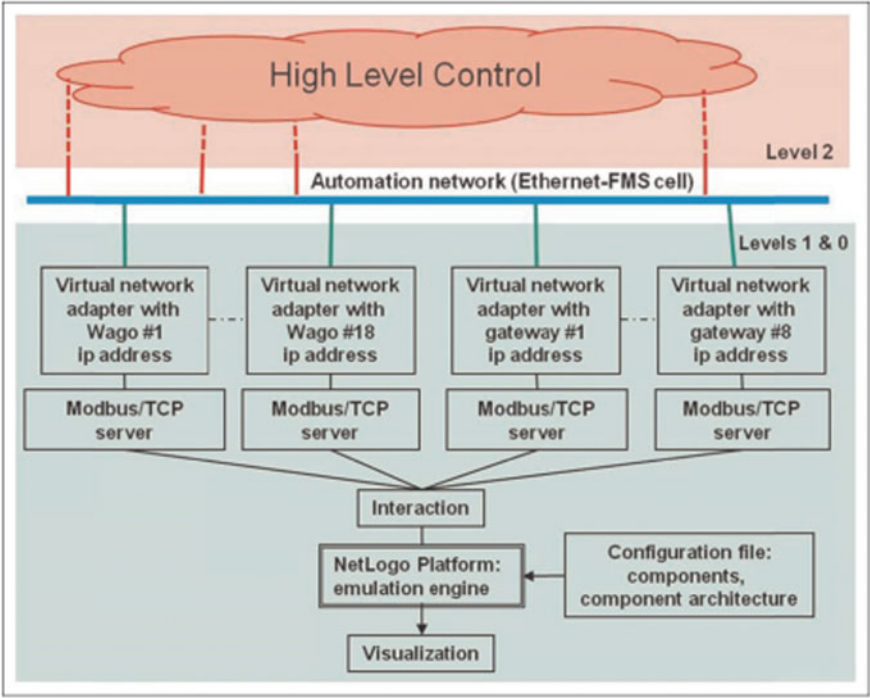 High Level Control
Level 2
Automation network (Ethernet-FMS cell)
Levels 1 & 0
Virtual network
adapter with
Wago #1
ip address
Virtual network
adapter with
Wago #18
ip address
Virtual network
adapter with
gateway #1
ip address
Virtual network
adapter with
gateway #8
ip address
Modbus/TCP
server
Modbus/TCP
server
Modbus/TCP
server
Modbus/TCP
server
Interaction
NetLogo Platform:
emulation engine
Configuration file:
components,
component architecture
Visualization